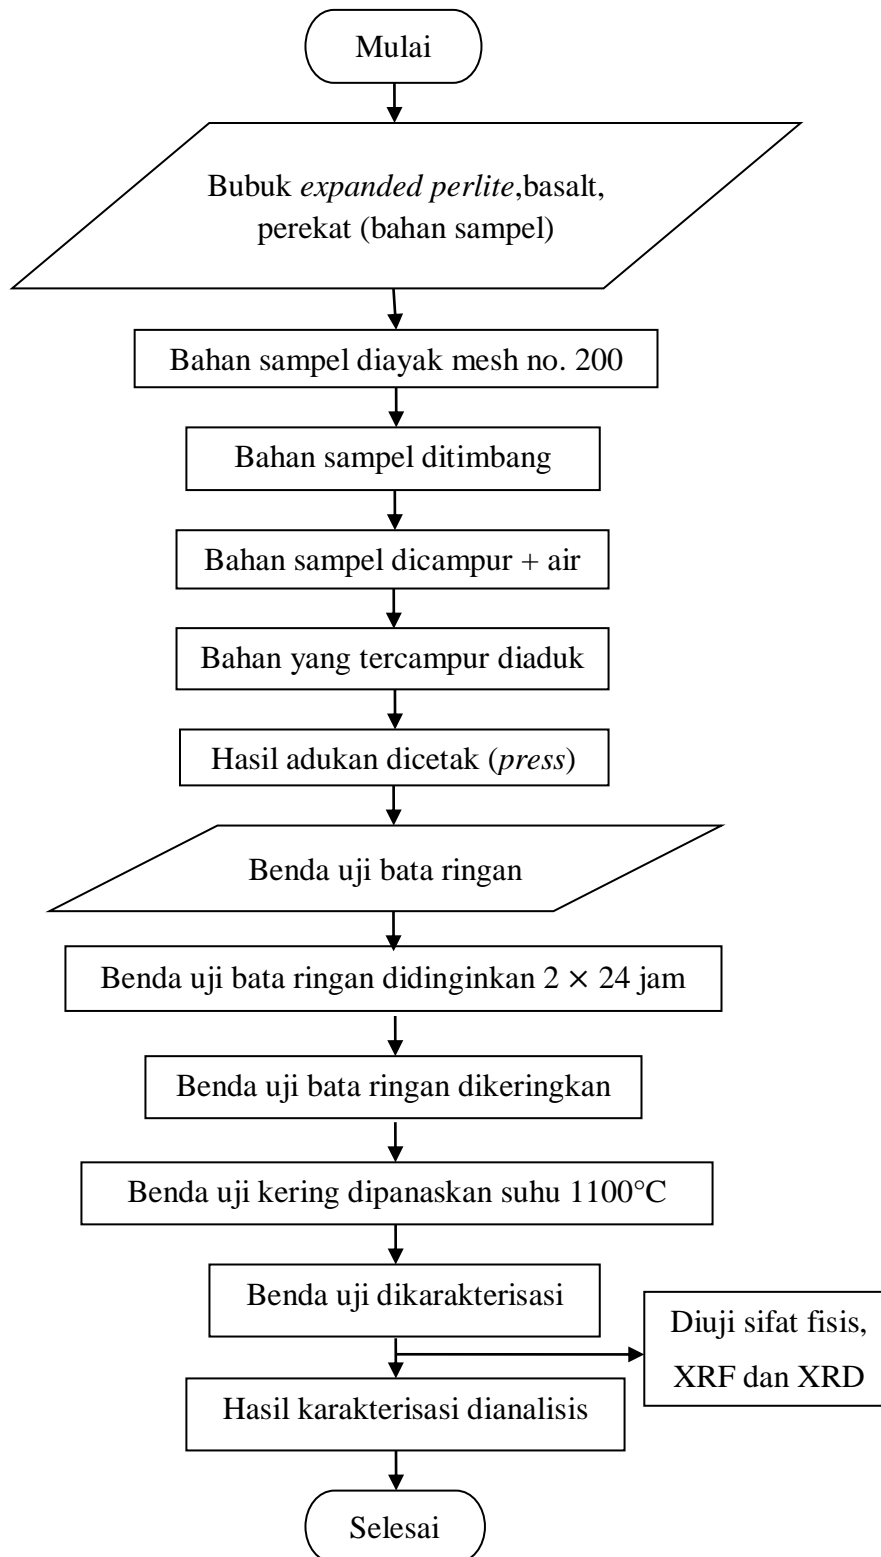 Mulai
Bubuk expanded perlite,basalt,
perekat (bahan sampel)
Bahan sampel diayak mesh no. 200
Bahan sampel ditimbang
Bahan sampel dicampur + air
Bahan yang tercampur diaduk
Hasil adukan dicetak (press)
Benda uji bata ringan
Benda uji bata ringan didinginkan 2 × 24 jam
Benda uji bata ringan dikeringkan
Benda uji kering dipanaskan suhu 1100°C
Benda uji dikarakterisasi
Diuji sifat fisis,
XRF dan XRD
Hasil karakterisasi dianalisis
Selesai